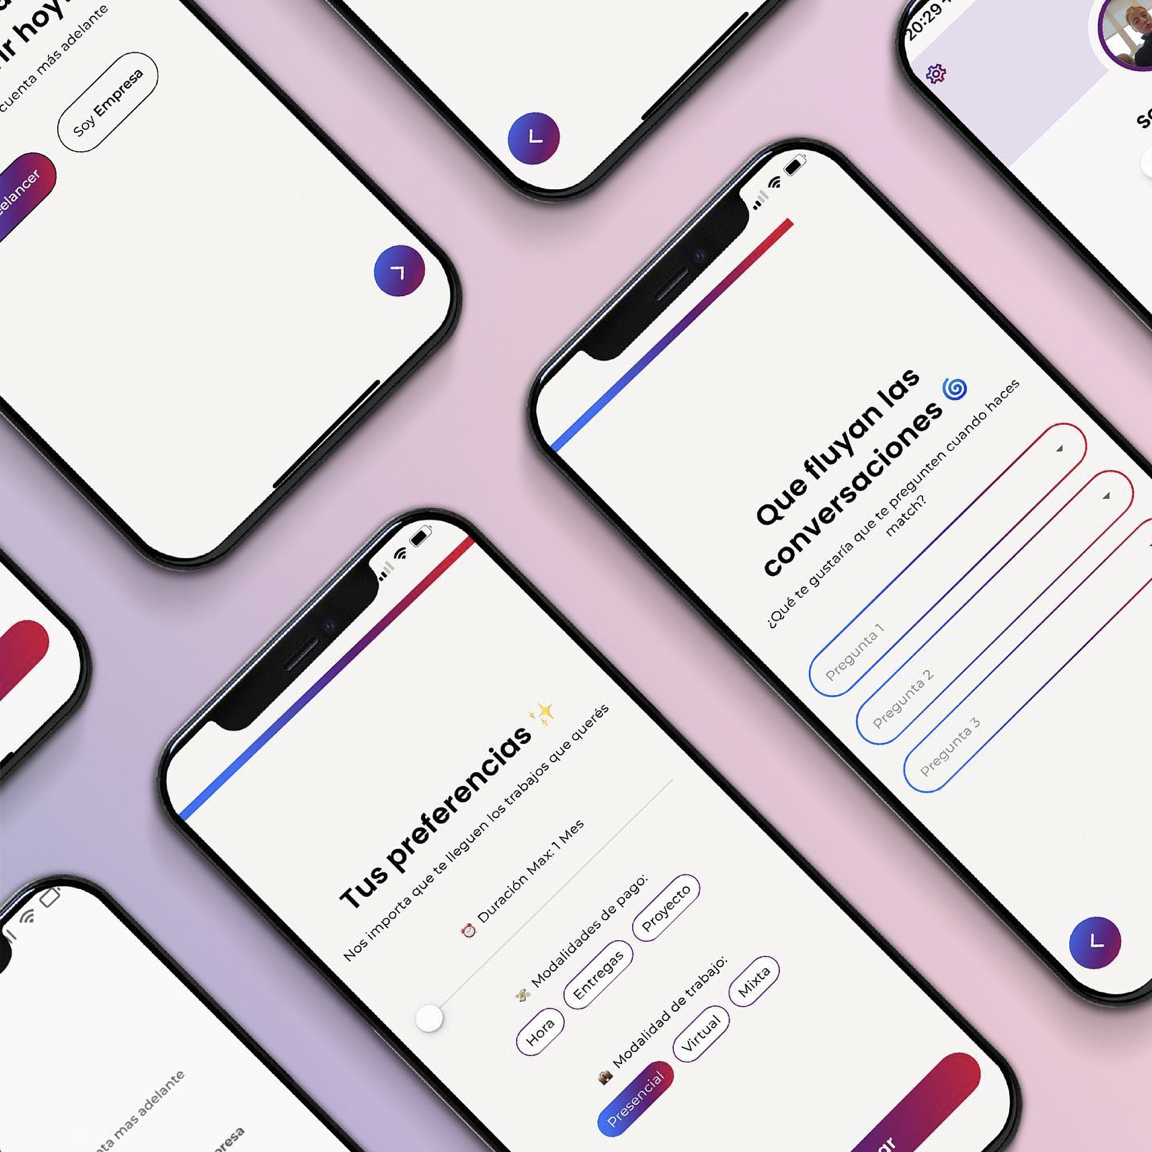 ir hoy?
cuenta más adelante
Soy Empresa
elancer
20:29
Que fluyan las
conversaciones 🌀
¿Qué te gustaría que te pregunten cuando haces
match?
Pregunta 1
Pregunta 2
Pregunta 3
Tus preferencias ✨
Nos importa que te lleguen los trabajos que querés
⏰ Duración Max: 1 Mes
💸 Modalidades de pago:
Hora
Entregas
Proyecto
💼 Modalidad de trabajo:
Presencial
Virtual
Mixta
nta mas adelante
presa